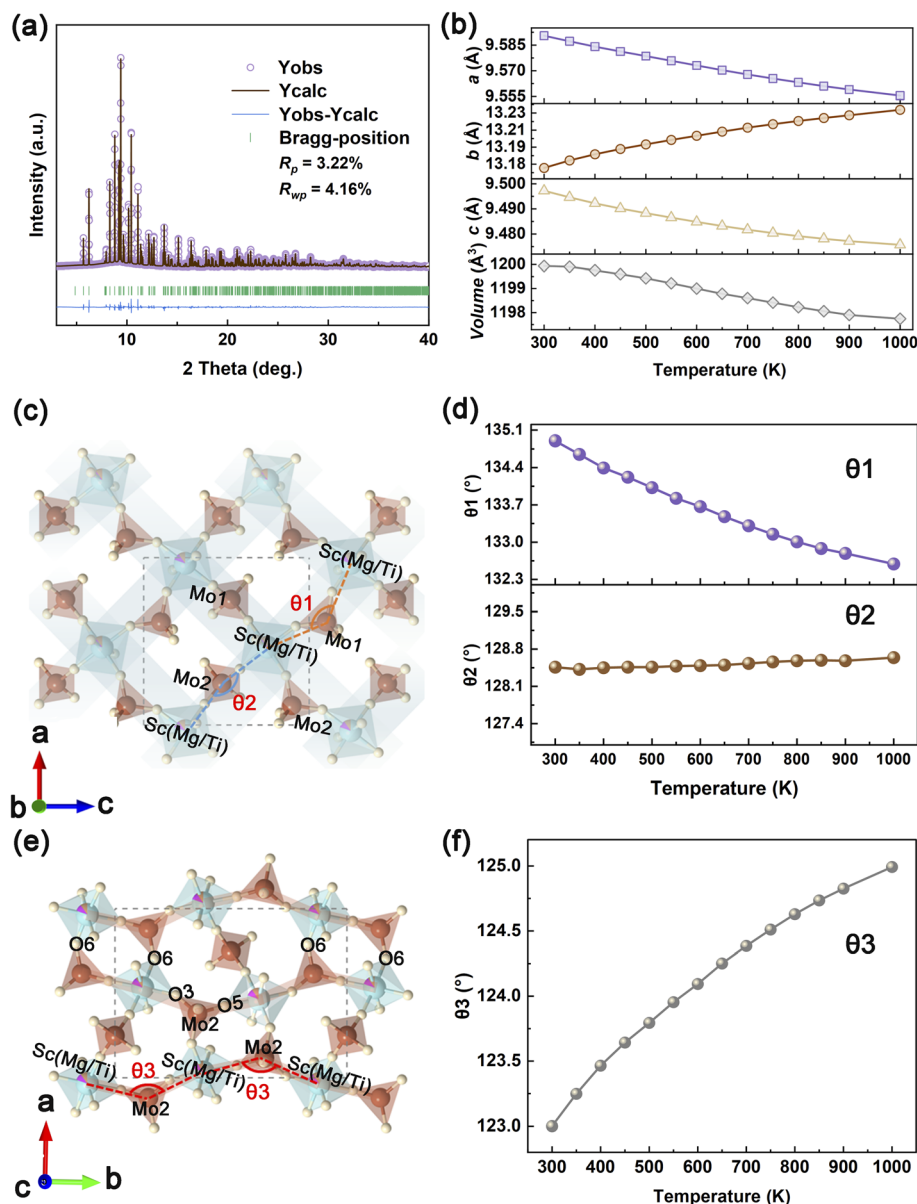 (a)
Intensity (a.u.)
Yobs
Ycalc
Yobs-Ycalc
Bragg-position
Rp = 3.22%
Rwp = 4.16%
10 20 30 40
2 Theta (deg.)
(b)
a (Å)
9.585
9.570
9.555
b (Å)
13.23
13.21
13.18
c (Å)
9.500
9.490
9.480
Volume (Å³)
1200
1199
1198
300 400 500 600 700 800 900 1000
Temperature (K)
(c)
Sc(Mg/Ti)
Mo1
θ1
Mo1
Sc(Mg/Ti)
Mo2
θ2
Mo2
Sc(Mg/Ti)
a
b
c
(d)
θ1 (°)
135.1
134.4
133.7
133.0
132.3
θ1
θ2 (°)
129.5
128.8
128.1
127.4
θ2
300 400 500 600 700 800 900 1000
Temperature (K)
(e)
O6 O6
O6 O6
O3
O5
Mo2
Mo2
Sc(Mg/Ti) Sc(Mg/Ti) Sc(Mg/Ti)
θ3
θ3
Mo2
a
c
b
(f)
θ3 (°)
125.0
124.5
124.0
123.5
123.0
θ3
300 400 500 600 700 800 900 1000
Temperature (K)